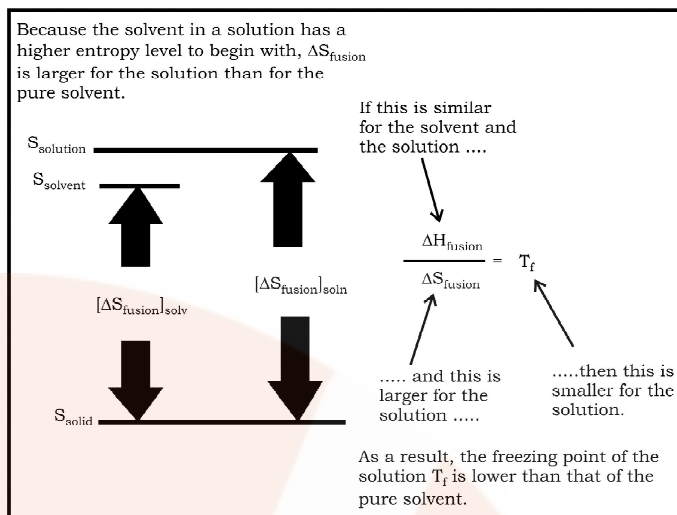 Because the solvent in a solution has a
higher entropy level to begin with, ΔS_fusion
is larger for the solution than for the
pure solvent.
If this is similar
for the solvent and
the solution ....
S_solution
S_solvent
ΔH_fusion
ΔS_fusion
= T_f
[ΔS_fusion]_solv
[ΔS_fusion]_soln
..... and this is
larger for the
solution .....
.....then this is
smaller for the
solution.
S_solid
As a result, the freezing point of the
solution T_f is lower than that of the
pure solvent.